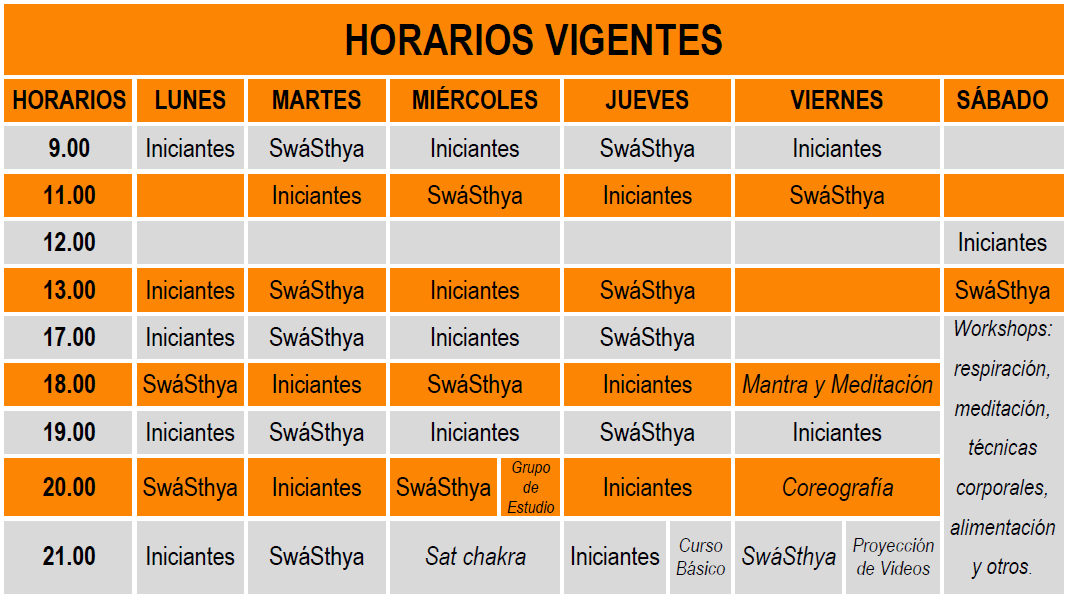 HORARIOS VIGENTES
HORARIOS LUNES MARTES MIÉRCOLES JUEVES VIERNES SÁBADO
9.00 Iniciantes SwáSthya Iniciantes SwáSthya Iniciantes
11.00 Iniciantes SwáSthya Iniciantes SwáSthya
12.00 Iniciantes
13.00 Iniciantes SwáSthya Iniciantes SwáSthya SwáSthya
17.00 Iniciantes SwáSthya Iniciantes SwáSthya
18.00 SwáSthya Iniciantes SwáSthya Iniciantes Mantra y Meditación
19.00 Iniciantes SwáSthya Iniciantes SwáSthya Iniciantes
20.00 SwáSthya Iniciantes SwáSthya
Grupo
de
Estudio
Iniciantes Coreografía
21.00 Iniciantes SwáSthya Sat chakra Iniciantes
Curso
Básico
SwáSthya
Proyección
de Videos
Workshops:
respiración,
meditación,
técnicas
corporales,
alimentación
y otros.